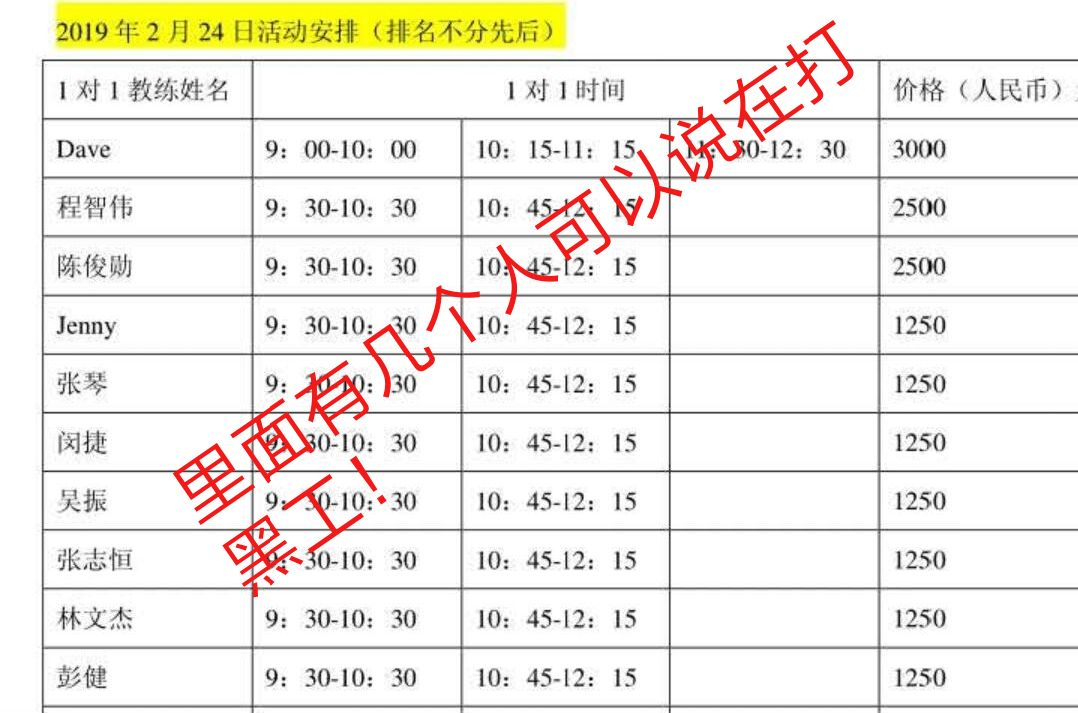 2019 年 2 月 24 日活动安排（排名不分先后）
1 对 1 教练姓名 1 对 1 时间 价格（人民币）
Dave 9：00-10：00 10：15-11：15 11：30-12：30 3000
程智伟 9：30-10：30 10：45-12：15 2500
陈俊勋 9：30-10：30 10：45-12：15 2500
Jenny 9：30-10：30 10：45-12：15 1250
张琴 9：30-10：30 10：45-12：15 1250
闵捷 9：30-10：30 10：45-12：15 1250
吴振 9：30-10：30 10：45-12：15 1250
张志恒 9：30-10：30 10：45-12：15 1250
林文杰 9：30-10：30 10：45-12：15 1250
彭健 9：30-10：30 10：45-12：15 1250
里面有几个人可以说在打
黑工！